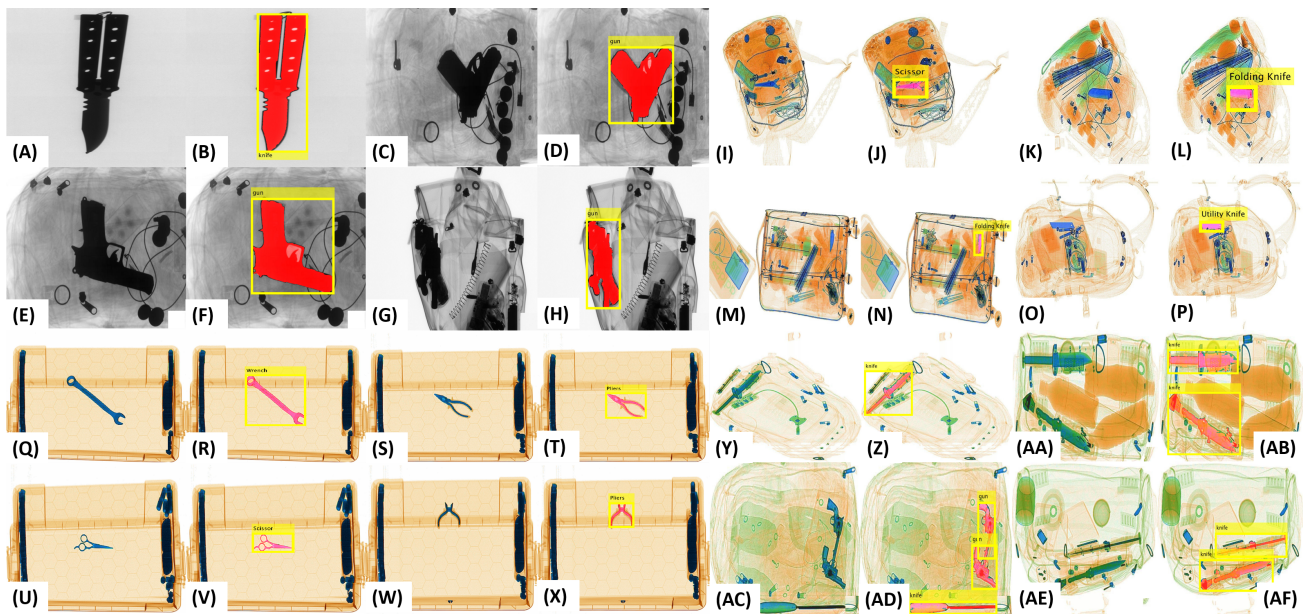 gun
Scissor
Folding Knife
knife
(A)
(B)
(C)
(D)
(I)
(J)
(K)
(L)
gun
gun
Utility Knife
Folding Knife
(E)
(F)
(G)
(H)
(M)
(N)
(O)
(P)
Wrench
Pliers
knife
knife
knife
(Q)
(R)
(S)
(T)
(Y)
(Z)
(AA)
(AB)
Scissor
Pliers
gun
gun
knife
knife
knife
(U)
(V)
(W)
(X)
(AC)
(AD)
(AE)
(AF)